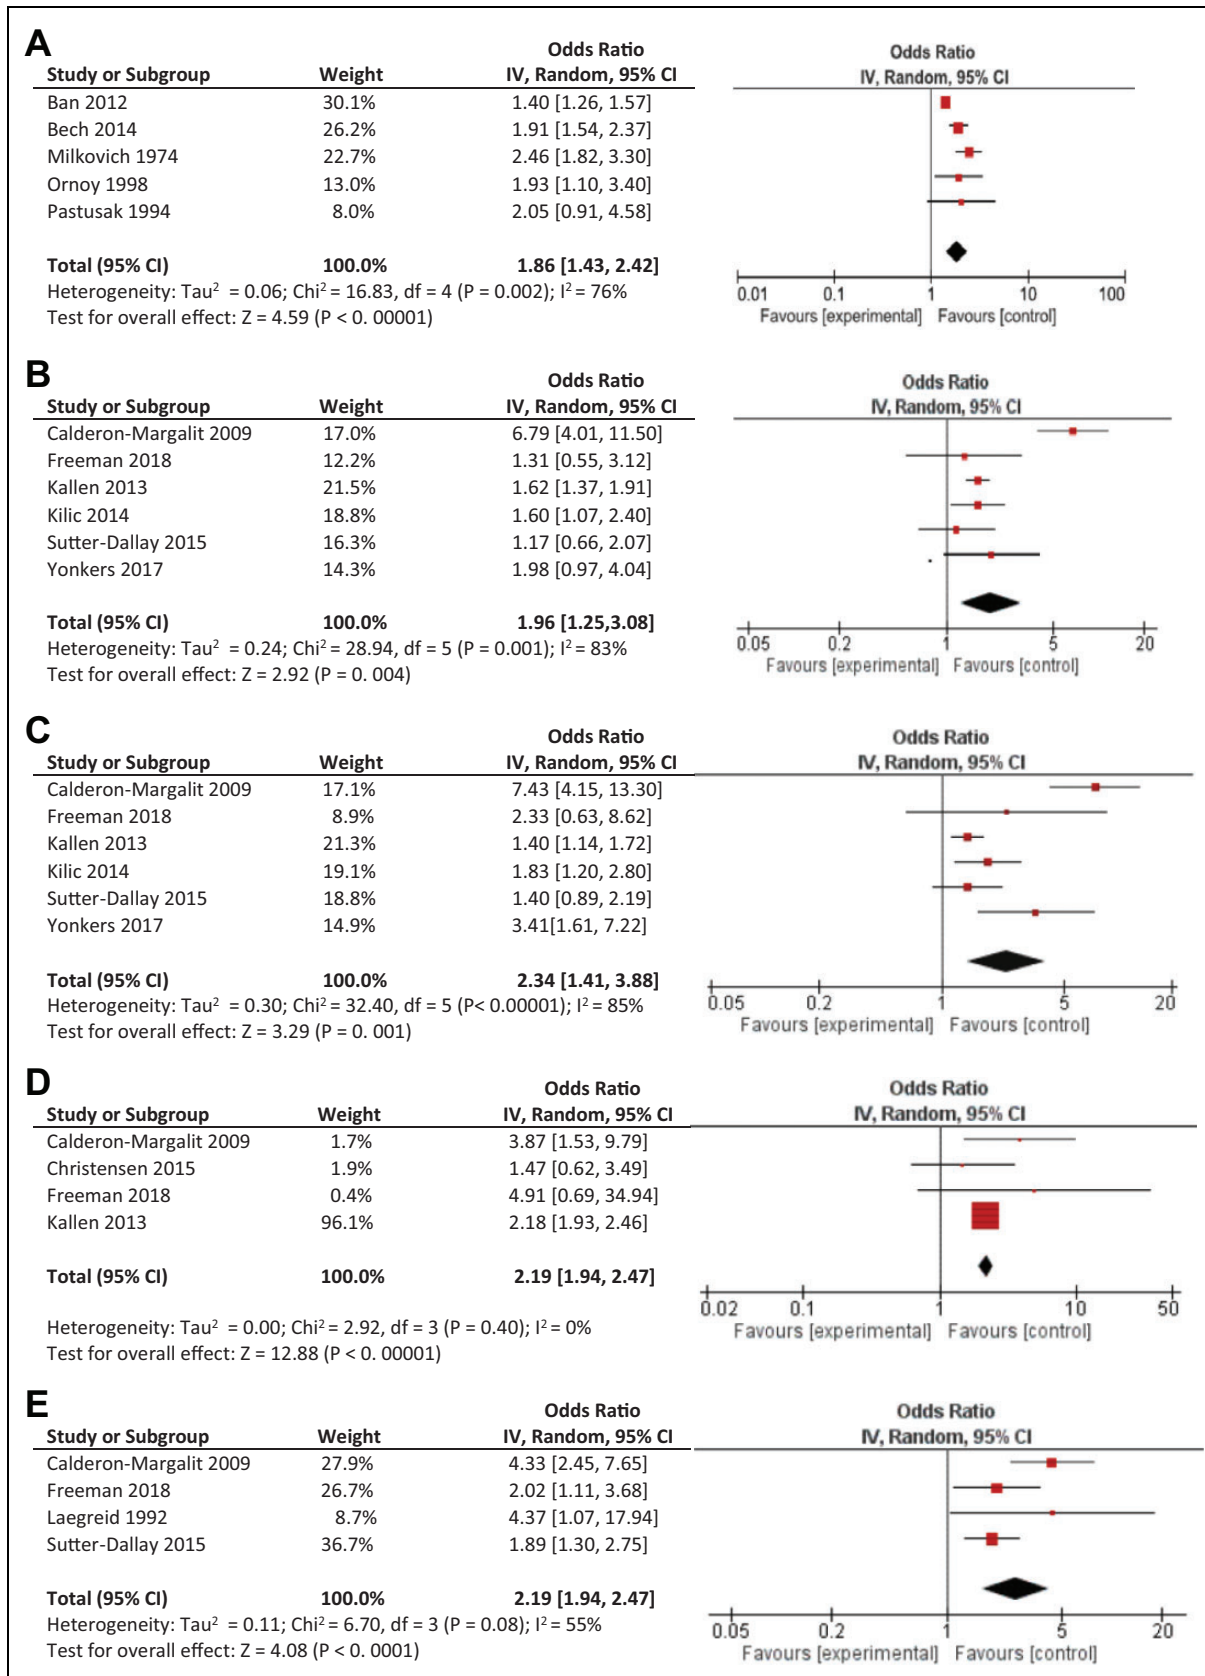 A
Odds Ratio
Study or Subgroup Weight IV, Random, 95% CI
Ban 2012 30.1% 1.40 [1.26, 1.57]
Bech 2014 26.2% 1.91 [1.54, 2.37]
Milkovich 1974 22.7% 2.46 [1.82, 3.30]
Ornoy 1998 13.0% 1.93 [1.10, 3.40]
Pastusak 1994 8.0% 2.05 [0.91, 4.58]
Total (95% CI) 100.0% 1.86 [1.43, 2.42]
Heterogeneity: Tau² = 0.06; Chi² = 16.83, df = 4 (P = 0.002); I² = 76%
Test for overall effect: Z = 4.59 (P < 0. 00001)
Odds Ratio
IV, Random, 95% CI
0.01 0.1 1 10 100
Favours [experimental] Favours [control]
B
Odds Ratio
Study or Subgroup Weight IV, Random, 95% CI
Calderon-Margalit 2009 17.0% 6.79 [4.01, 11.50]
Freeman 2018 12.2% 1.31 [0.55, 3.12]
Kallen 2013 21.5% 1.62 [1.37, 1.91]
Kilic 2014 18.8% 1.60 [1.07, 2.40]
Sutter-Dallay 2015 16.3% 1.17 [0.66, 2.07]
Yonkers 2017 14.3% 1.98 [0.97, 4.04]
Total (95% CI) 100.0% 1.96 [1.25,3.08]
Heterogeneity: Tau² = 0.24; Chi² = 28.94, df = 5 (P = 0.001); I² = 83%
Test for overall effect: Z = 2.92 (P = 0. 004)
Odds Ratio
IV, Random, 95% CI
0.05 0.2 1 5 20
Favours [experimental] Favours [control]
C
Odds Ratio
Study or Subgroup Weight IV, Random, 95% CI
Calderon-Margalit 2009 17.1% 7.43 [4.15, 13.30]
Freeman 2018 8.9% 2.33 [0.63, 8.62]
Kallen 2013 21.3% 1.40 [1.14, 1.72]
Kilic 2014 19.1% 1.83 [1.20, 2.80]
Sutter-Dallay 2015 18.8% 1.40 [0.89, 2.19]
Yonkers 2017 14.9% 3.41[1.61, 7.22]
Total (95% CI) 100.0% 2.34 [1.41, 3.88]
Heterogeneity: Tau² = 0.30; Chi² = 32.40, df = 5 (P< 0.00001); I² = 85%
Test for overall effect: Z = 3.29 (P = 0. 001)
Odds Ratio
IV, Random, 95% CI
0.05 0.2 1 5 20
Favours [experimental] Favours [control]
D
Odds Ratio
Study or Subgroup Weight IV, Random, 95% CI
Calderon-Margalit 2009 1.7% 3.87 [1.53, 9.79]
Christensen 2015 1.9% 1.47 [0.62, 3.49]
Freeman 2018 0.4% 4.91 [0.69, 34.94]
Kallen 2013 96.1% 2.18 [1.93, 2.46]
Total (95% CI) 100.0% 2.19 [1.94, 2.47]
Heterogeneity: Tau² = 0.00; Chi² = 2.92, df = 3 (P = 0.40); I² = 0%
Test for overall effect: Z = 12.88 (P < 0. 00001)
Odds Ratio
IV, Random, 95% CI
0.02 0.1 1 10 50
Favours [experimental] Favours [control]
E
Odds Ratio
Study or Subgroup Weight IV, Random, 95% CI
Calderon-Margalit 2009 27.9% 4.33 [2.45, 7.65]
Freeman 2018 26.7% 2.02 [1.11, 3.68]
Laegreid 1992 8.7% 4.37 [1.07, 17.94]
Sutter-Dallay 2015 36.7% 1.89 [1.30, 2.75]
Total (95% CI) 100.0% 2.19 [1.94, 2.47]
Heterogeneity: Tau² = 0.11; Chi² = 6.70, df = 3 (P = 0.08); I² = 55%
Test for overall effect: Z = 4.08 (P < 0. 0001)
Odds Ratio
IV, Random, 95% CI
0.05 0.2 1 5 20
Favours [experimental] Favours [control]